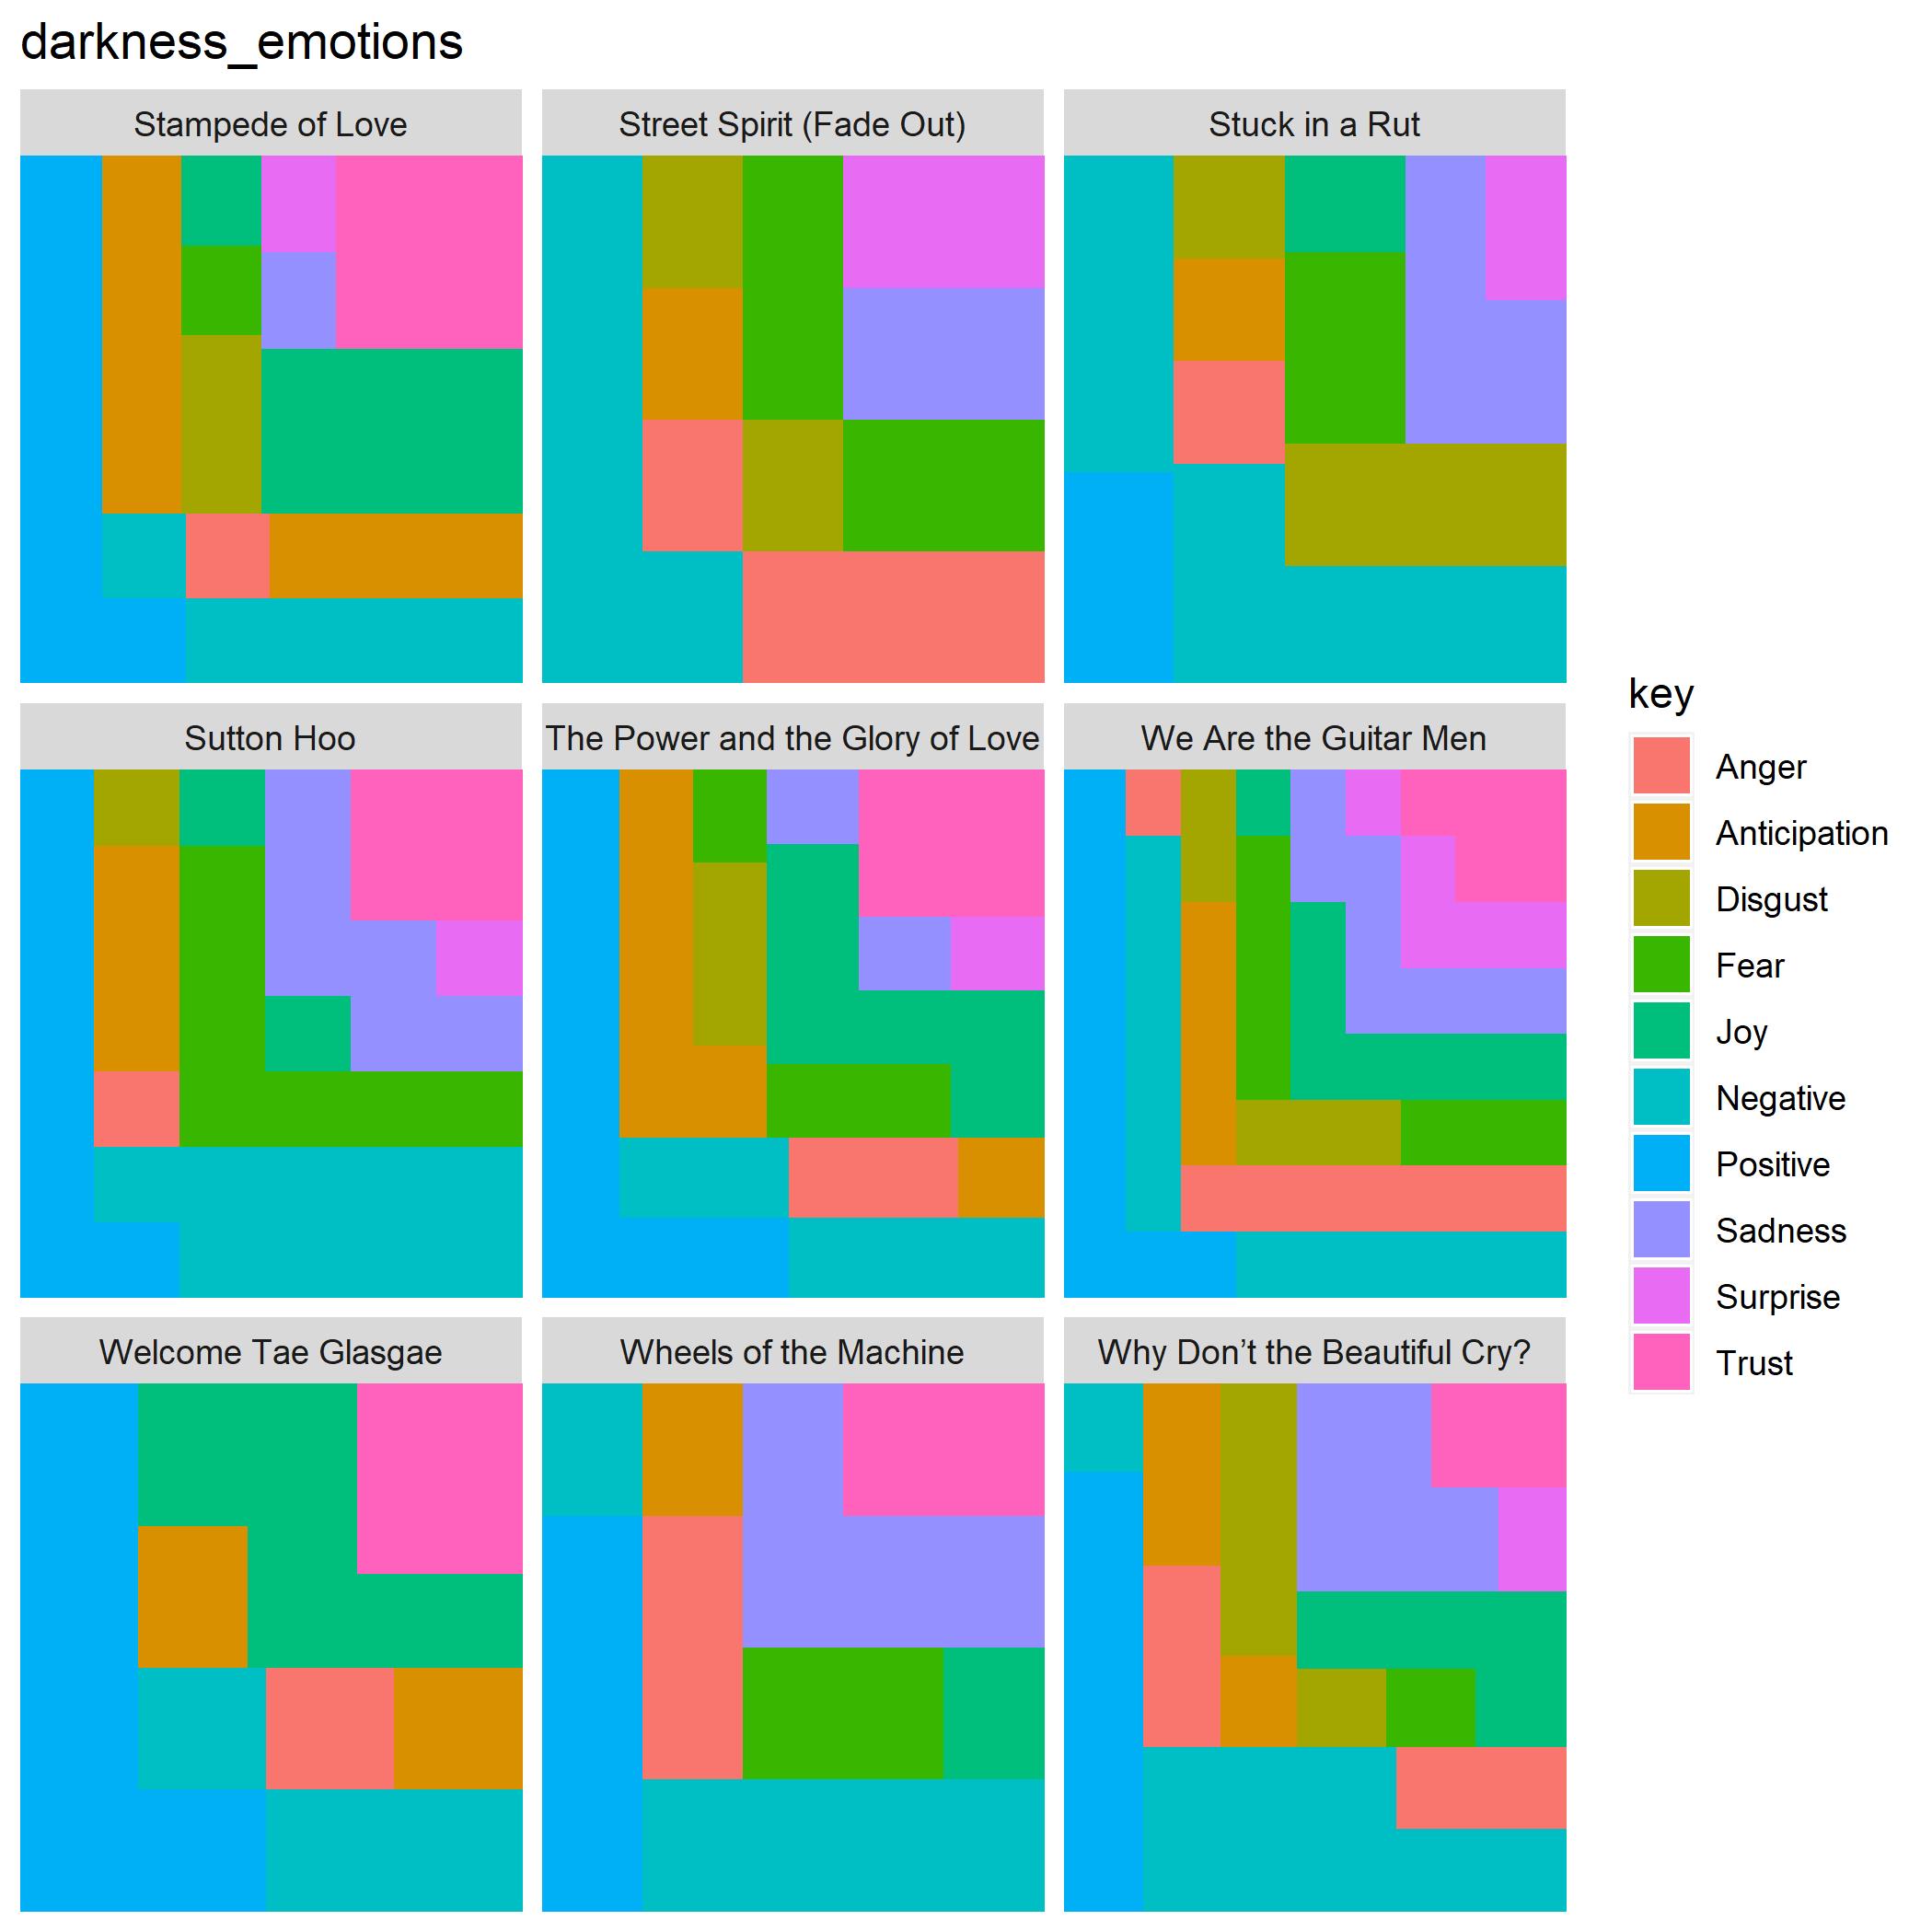 darkness_emotions
Stampede of Love
Street Spirit (Fade Out)
Stuck in a Rut
Sutton Hoo
The Power and the Glory of Love
We Are the Guitar Men
Welcome Tae Glasgae
Wheels of the Machine
Why Don’t the Beautiful Cry?
key
Anger
Anticipation
Disgust
Fear
Joy
Negative
Positive
Sadness
Surprise
Trust